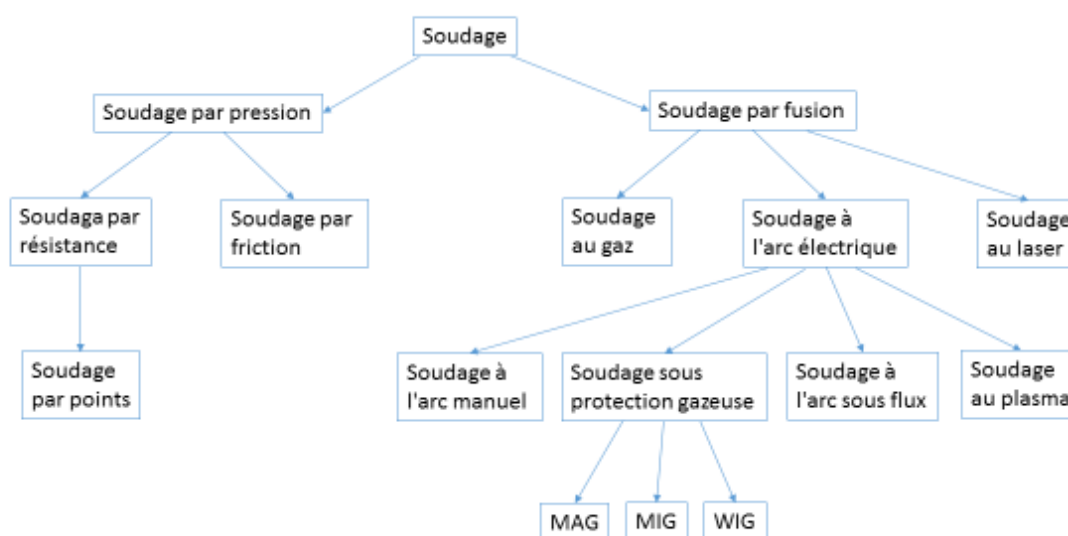 Soudage
Soudage par pression
Soudage par fusion
Soudaga par
résistance
Soudage par
friction
Soudage
au gaz
Soudage à
l'arc électrique
Soudage
au laser
Soudage
par points
Soudage à
l'arc manuel
Soudage sous
protection gazeuse
Soudage à
l'arc sous flux
Soudage
au plasma
MAG
MIG
WIG